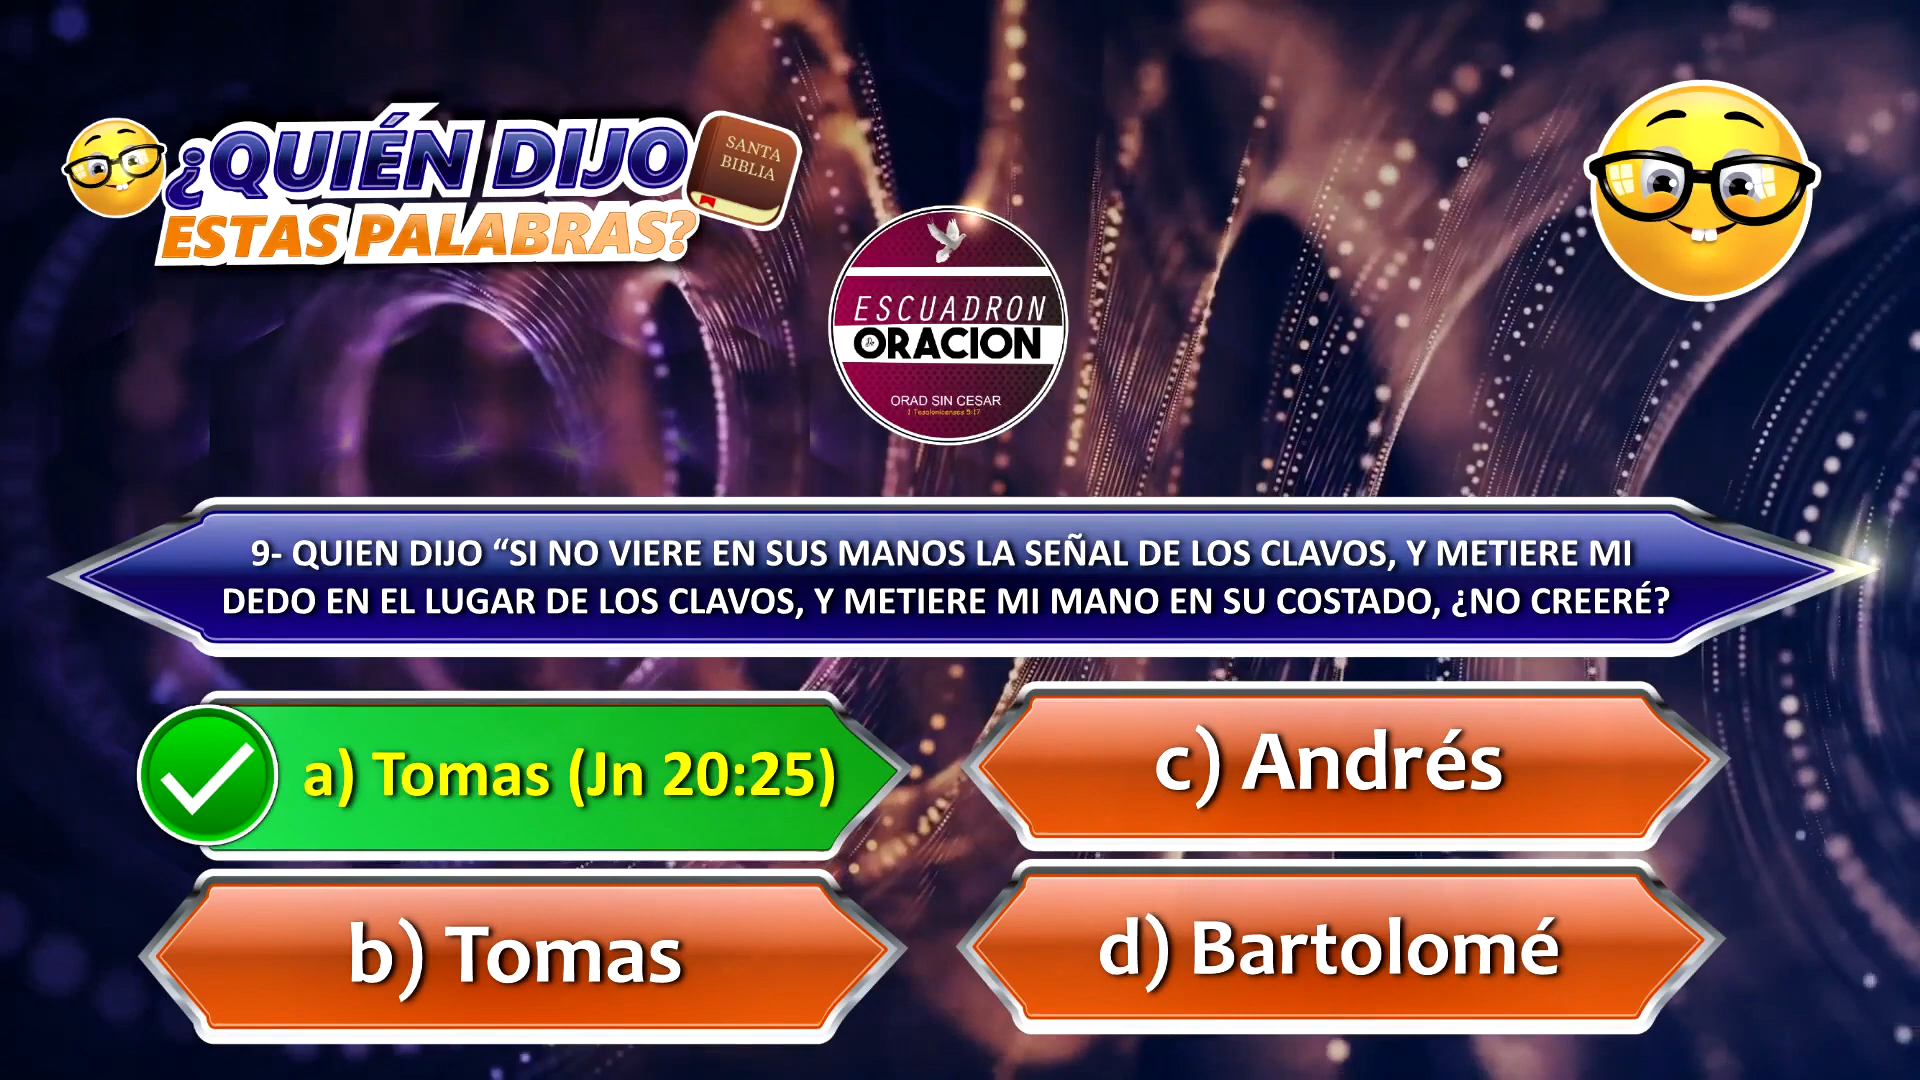 ¿QUIÉN DIJO
ESTAS PALABRAS?
SANTA
BIBLIA
ESCUADRON
De ORACION
ORAD SIN CESAR
1 Tesalonicenses 5:17
9- QUIEN DIJO “SI NO VIERE EN SUS MANOS LA SEÑAL DE LOS CLAVOS, Y METIERE MI
DEDO EN EL LUGAR DE LOS CLAVOS, Y METIERE MI MANO EN SU COSTADO, ¿NO CREERÉ?
a) Tomas (Jn 20:25)
c) Andrés
b) Tomas
d) Bartolomé